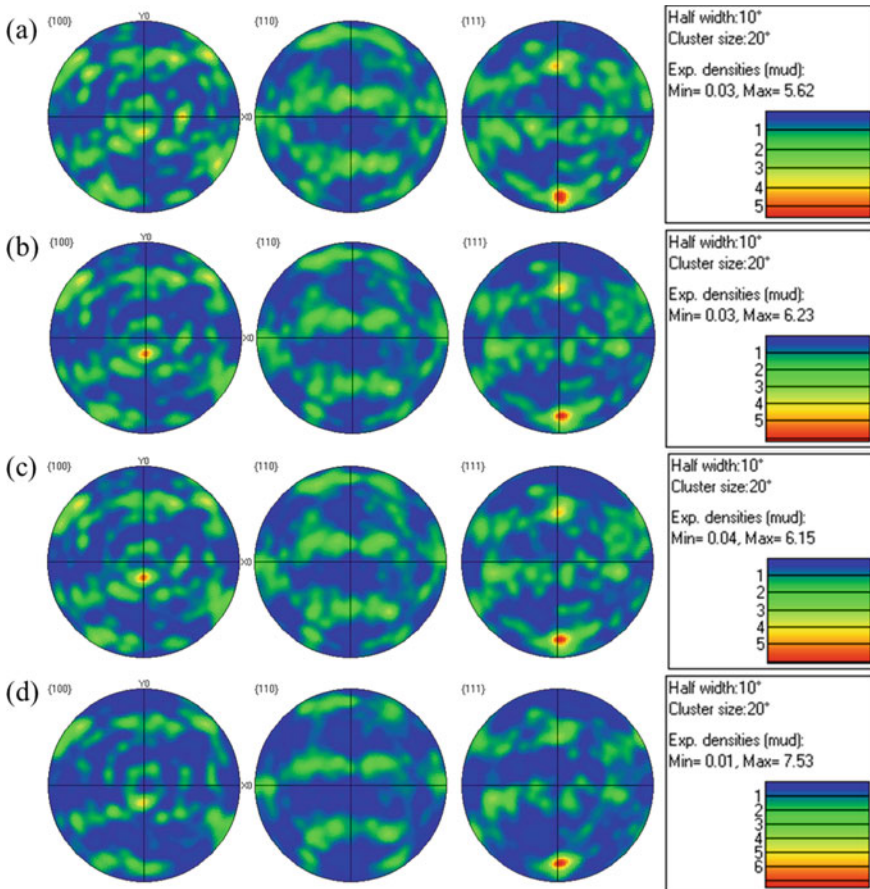 (a)
{100}
Y0
{110}
{111}
X0
Half width:10°
Cluster size:20°
Exp. densities (mud):
Min= 0.03, Max= 5.62
1
2
3
4
5
(b)
{100}
Y0
{110}
{111}
X0
Half width:10°
Cluster size:20°
Exp. densities (mud):
Min= 0.03, Max= 6.23
1
2
3
4
5
(c)
{100}
Y0
{110}
{111}
X0
Half width:10°
Cluster size:20°
Exp. densities (mud):
Min= 0.04, Max= 6.15
1
2
3
4
5
(d)
{100}
Y0
{110}
{111}
X0
Half width:10°
Cluster size:20°
Exp. densities (mud):
Min= 0.01, Max= 7.53
1
2
3
4
5
6